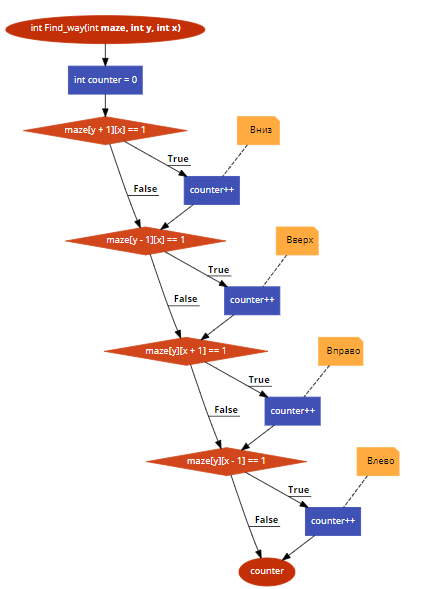 int Find_way(int maze, int y, int x)
int counter = 0
maze[y + 1][x] == 1
Вниз
True
False
counter++
maze[y - 1][x] == 1
Вверх
True
False
counter++
maze[y][x + 1] == 1
Вправо
True
False
counter++
maze[y][x - 1] == 1
Влево
True
False
counter++
counter